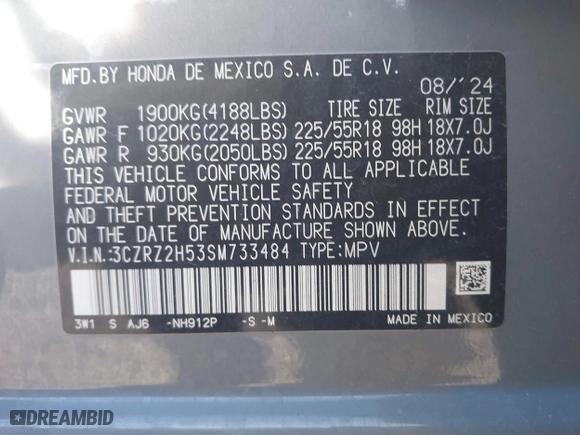 MFD.BY HONDA DE MEXICO S.A. DE C.V.
08/'24
GVWR 1900KG(4188LBS) TIRE SIZE RIM SIZE
GAWR F 1020KG(2248LBS) 225/55R18 98H 18X7.0J
GAWR R 930KG(2050LBS) 225/55R18 98H 18X7.0J
THIS VEHICLE CONFORMS TO ALL APPLICABLE
FEDERAL MOTOR VEHICLE SAFETY
AND THEFT PREVENTION STANDARDS IN EFFECT
ON THE DATE OF MANUFACTURE SHOWN ABOVE.
V.I.N.:3CZRZ2H53SM733484 TYPE:MPV
3W1 S AJ6 -NH912P -S -M MADE IN MEXICO
DREAMBID